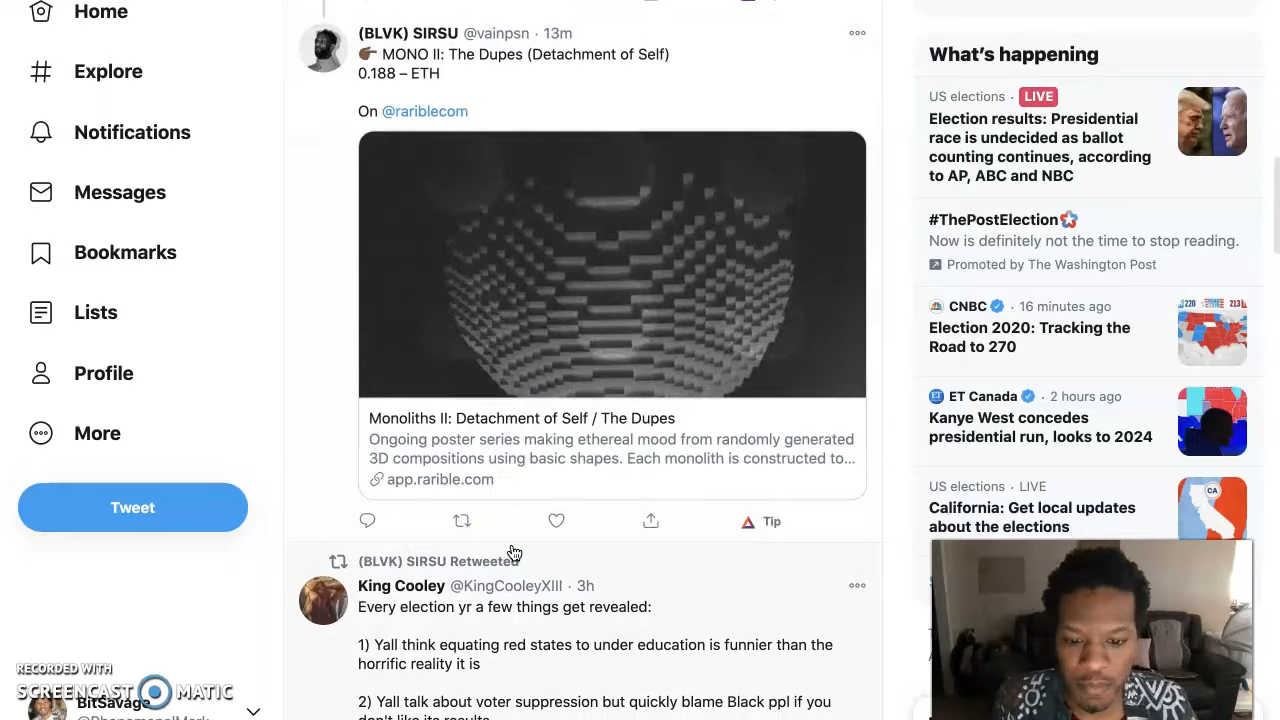 Home
Explore
Notifications
Messages
Bookmarks
Lists
Profile
More
Tweet
RECORDED WITH
SCREENCAST MATIC
BitSavage
(BLVK) SIRSU @vainpsn · 13m
👉🏾 MONO II: The Dupes (Detachment of Self)
0.188 – ETH
On @rariblecom
Monoliths II: Detachment of Self / The Dupes
Ongoing poster series making ethereal mood from randomly generated
3D compositions using basic shapes. Each monolith is constructed to...
app.rarible.com
Tip
(BLVK) SIRSU Retweeted
King Cooley @KingCooleyXIII · 3h
Every election yr a few things get revealed:
1) Yall think equating red states to under education is funnier than the
horrific reality it is
2) Yall talk about voter suppression but quickly blame Black ppl if you
don't like its results
What's happening
US elections · LIVE
Election results: Presidential
race is undecided as ballot
counting continues, according
to AP, ABC and NBC
#ThePostElection
Now is definitely not the time to stop reading.
Promoted by The Washington Post
CNBC · 16 minutes ago
Election 2020: Tracking the
Road to 270
220 213
ET Canada · 2 hours ago
Kanye West concedes
presidential run, looks to 2024
ET
US elections · LIVE
California: Get local updates
about the elections
CA